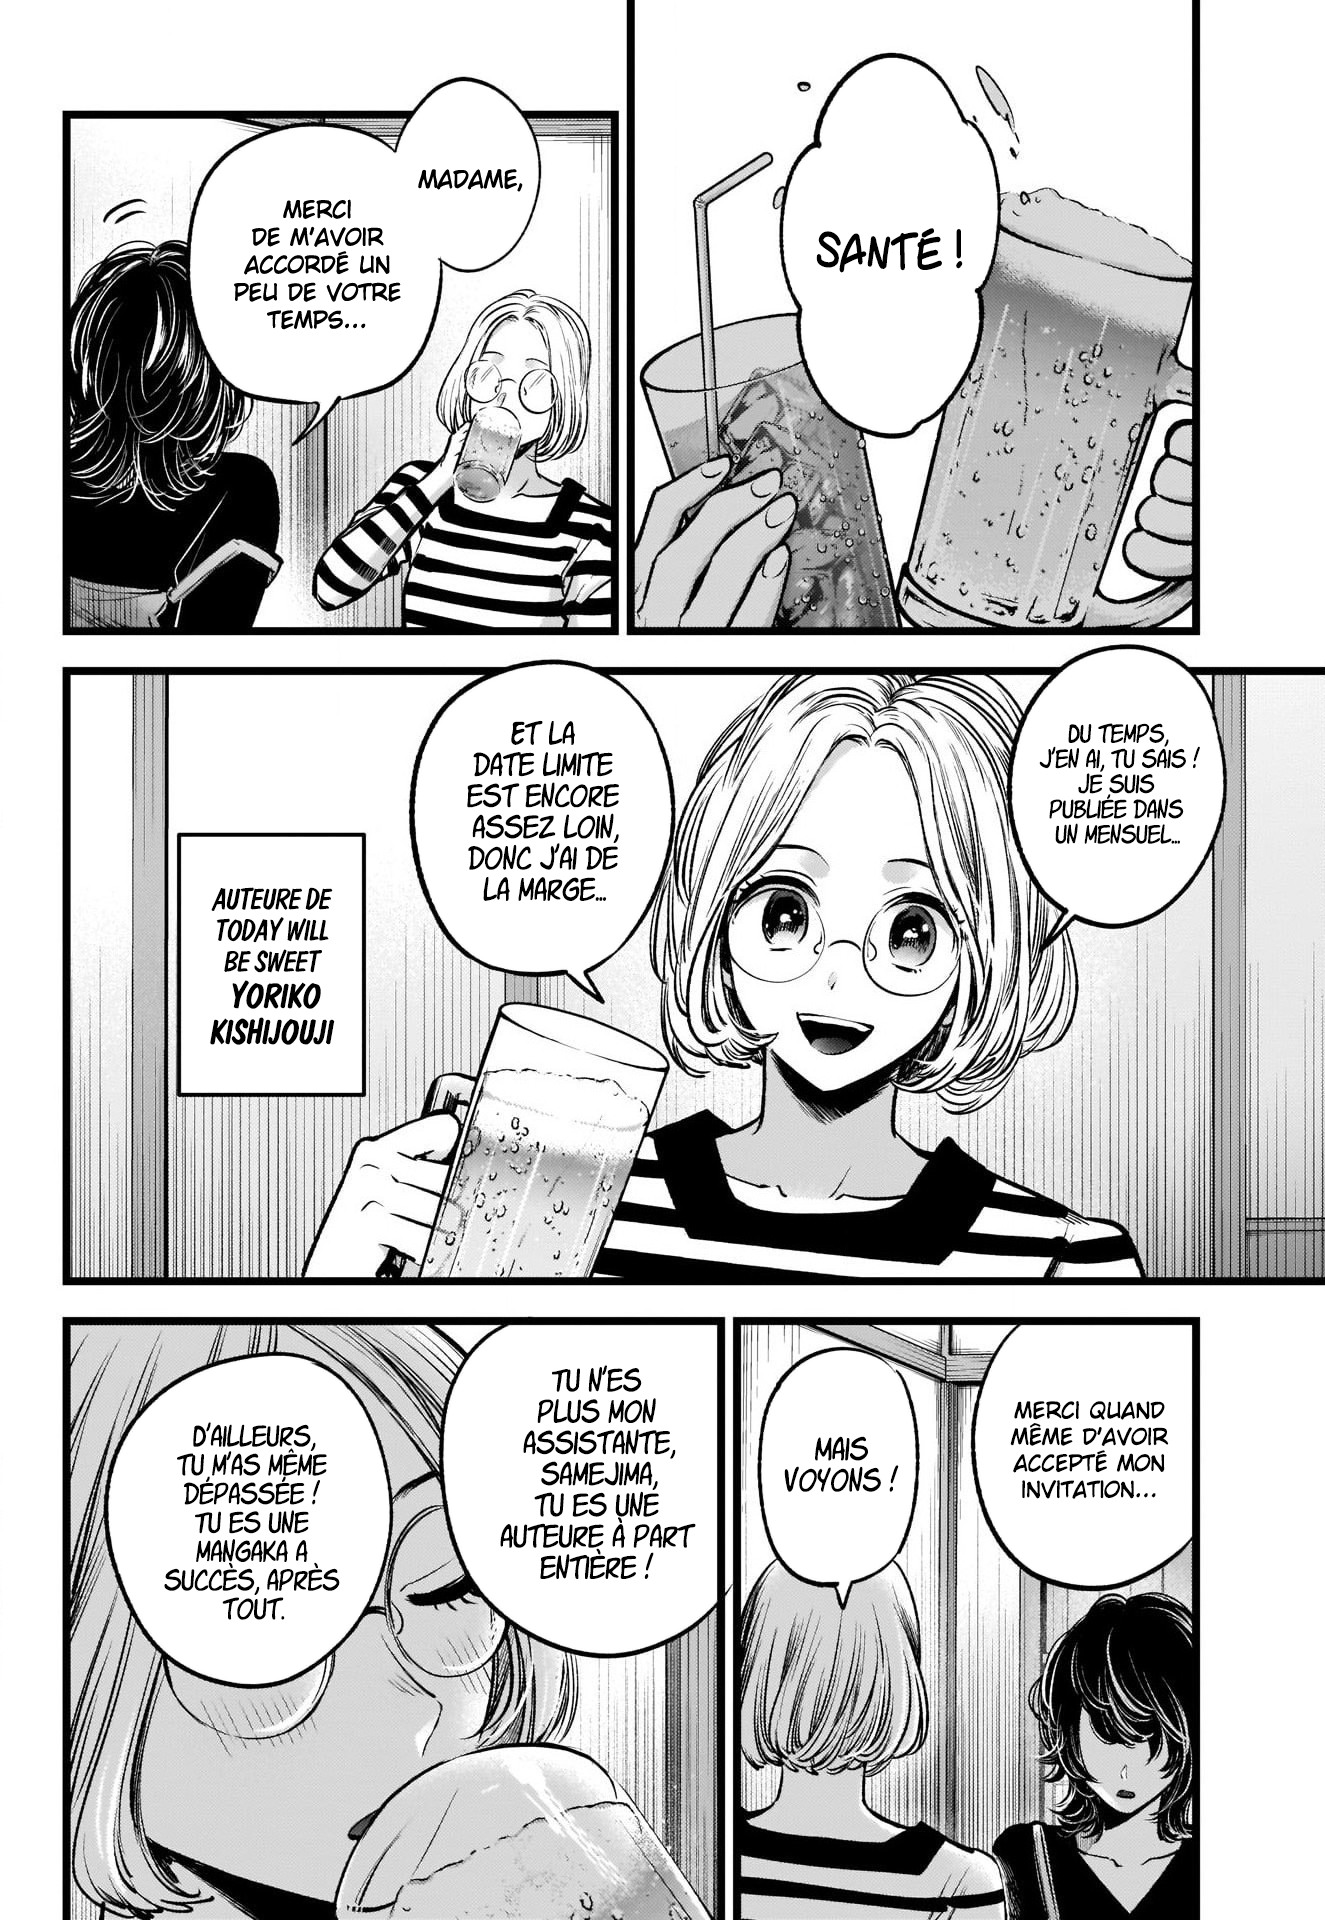 SANTÉ !
MADAME,
MERCI
DE M'AVOIR
ACCORDÉ UN
PEU DE VOTRE
TEMPS...
DU TEMPS,
J'EN AI, TU SAIS !
JE SUIS
PUBLIÉE DANS
UN MENSUEL...
ET LA
DATE LIMITE
EST ENCORE
ASSEZ LOIN,
DONC J'AI DE
LA MARGE...
AUTEURE DE
TODAY WILL
BE SWEET
YORIKO
KISHIJOUJI
MERCI QUAND
MÊME D'AVOIR
ACCEPTÉ MON
INVITATION...
MAIS
VOYONS !
TU N'ES
PLUS MON
ASSISTANTE,
SAMEJIMA,
TU ES UNE
AUTEURE À PART
ENTIÈRE !
D'AILLEURS,
TU M'AS MÊME
DÉPASSÉE !
TU ES UNE
MANGAKA A
SUCCÈS, APRÈS
TOUT.